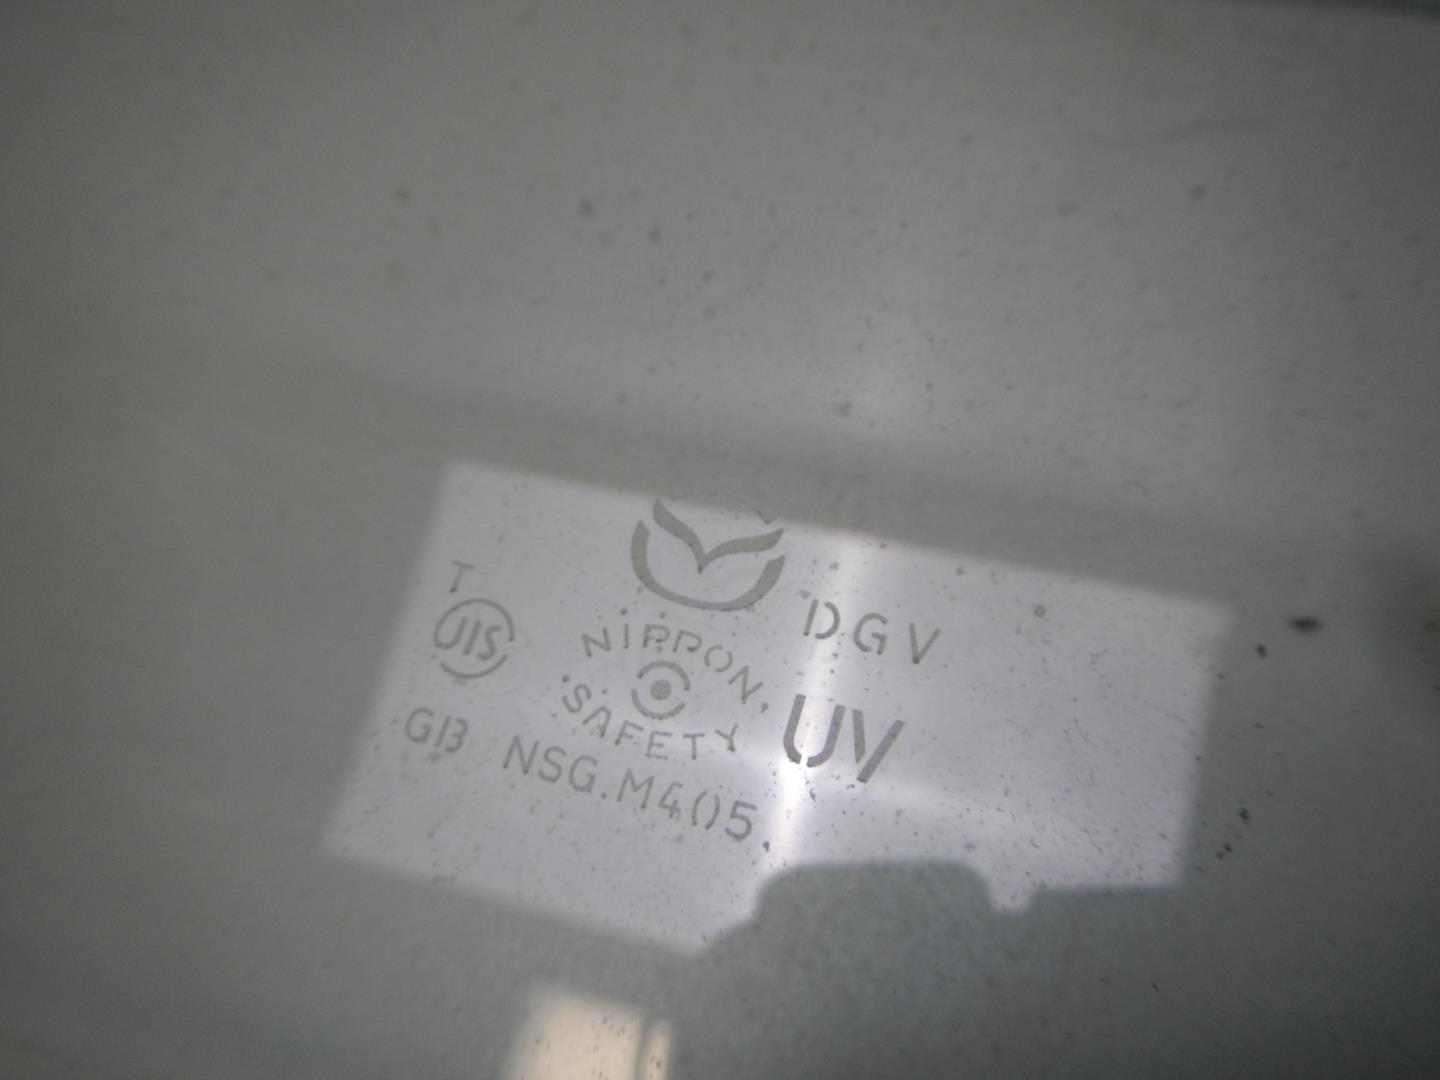 T
JIS
DGV
NIPPON
SAFETY
UV
GB NSG.M405